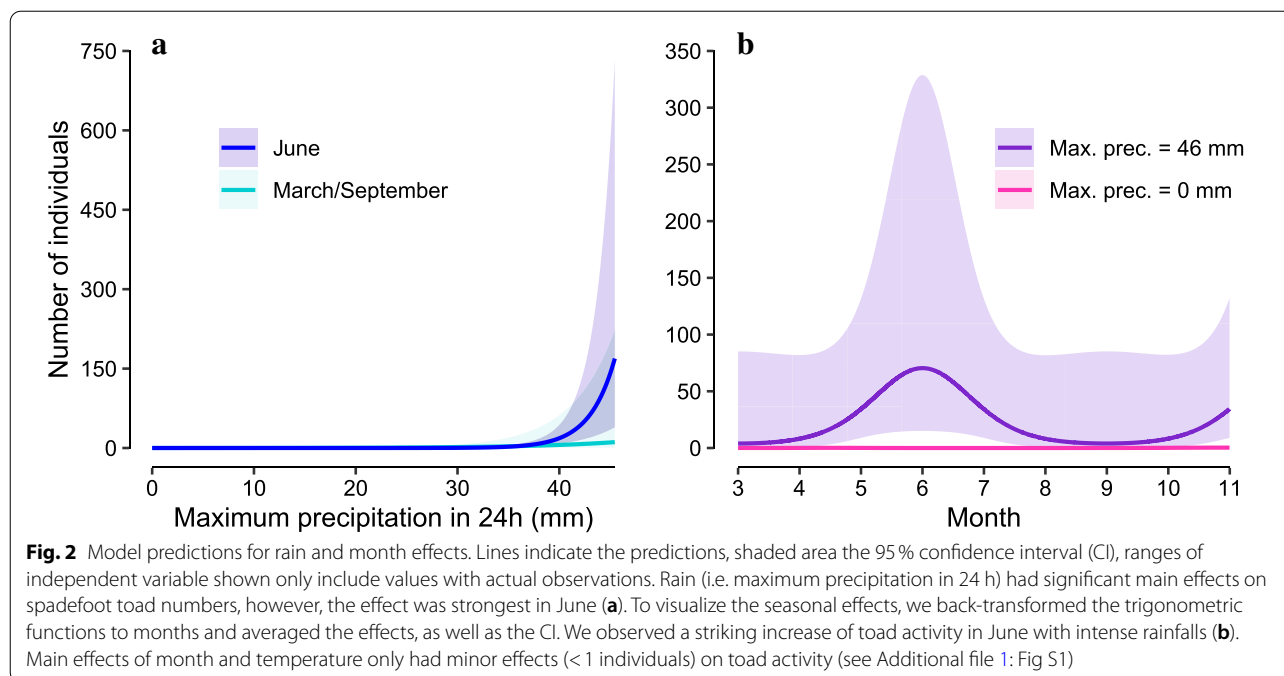 a
750
600
450
300
150
0
Number of individuals
June
March/September
0 10 20 30 40
Maximum precipitation in 24h (mm)
b
350
300
250
200
150
100
50
0
Max. prec. = 46 mm
Max. prec. = 0 mm
3 4 5 6 7 8 9 10 11
Month
Fig. 2 Model predictions for rain and month effects. Lines indicate the predictions, shaded area the 95 % confidence interval (CI), ranges of
independent variable shown only include values with actual observations. Rain (i.e. maximum precipitation in 24 h) had significant main effects on
spadefoot toad numbers, however, the effect was strongest in June (a). To visualize the seasonal effects, we back-transformed the trigonometric
functions to months and averaged the effects, as well as the CI. We observed a striking increase of toad activity in June with intense rainfalls (b).
Main effects of month and temperature only had minor effects (< 1 individuals) on toad activity (see Additional file 1: Fig S1)